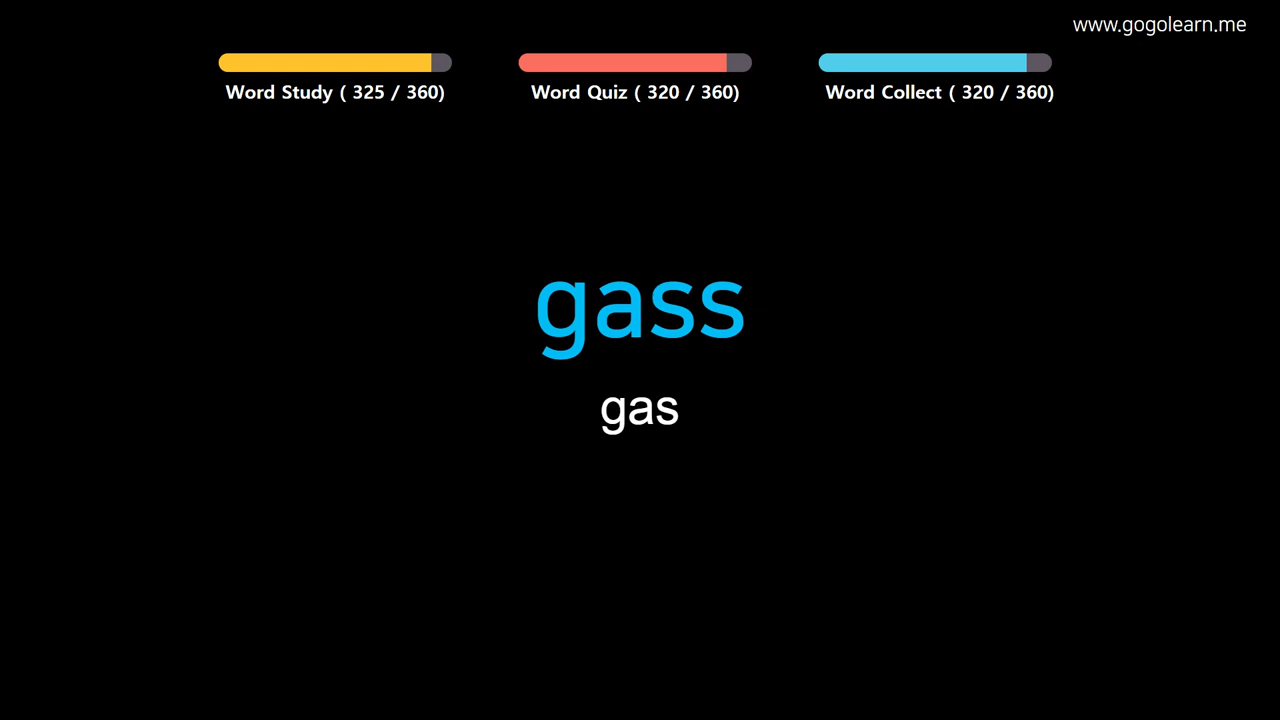 www.gogolearn.me
Word Study ( 325 / 360)
Word Quiz ( 320 / 360)
Word Collect ( 320 / 360)
gass
gas